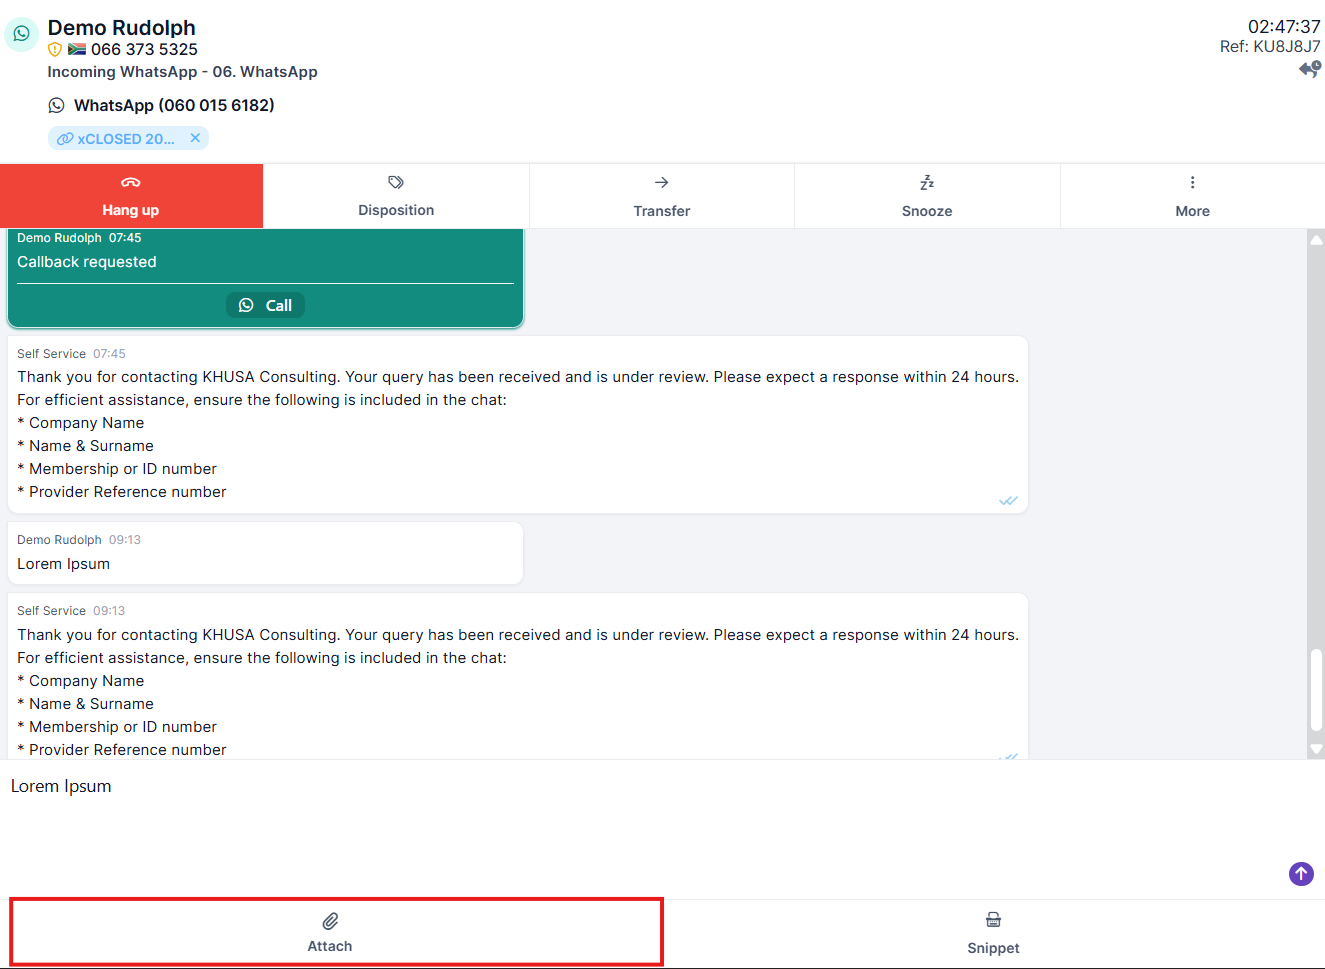 Demo Rudolph
02:47:37
066 373 5325
Ref: KU8J8J7
Incoming WhatsApp - 06. WhatsApp
WhatsApp (060 015 6182)
xCLOSED 20...
Hang up
Disposition
Transfer
Snooze
More
Demo Rudolph 07:45
Callback requested
Call
Self Service 07:45
Thank you for contacting KHUSA Consulting. Your query has been received and is under review. Please expect a response within 24 hours.
For efficient assistance, ensure the following is included in the chat:
* Company Name
* Name & Surname
* Membership or ID number
* Provider Reference number
Demo Rudolph 09:13
Lorem Ipsum
Self Service 09:13
Thank you for contacting KHUSA Consulting. Your query has been received and is under review. Please expect a response within 24 hours.
For efficient assistance, ensure the following is included in the chat:
* Company Name
* Name & Surname
* Membership or ID number
* Provider Reference number
Lorem Ipsum
Attach
Snippet